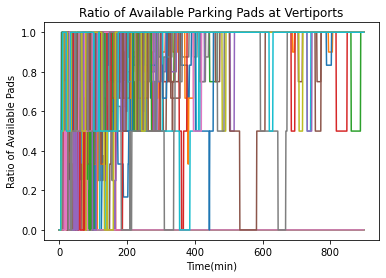 Ratio of Available Parking Pads at Vertiports
Ratio of Available Pads
1.0
0.8
0.6
0.4
0.2
0.0
0 200 400 600 800
Time(min)